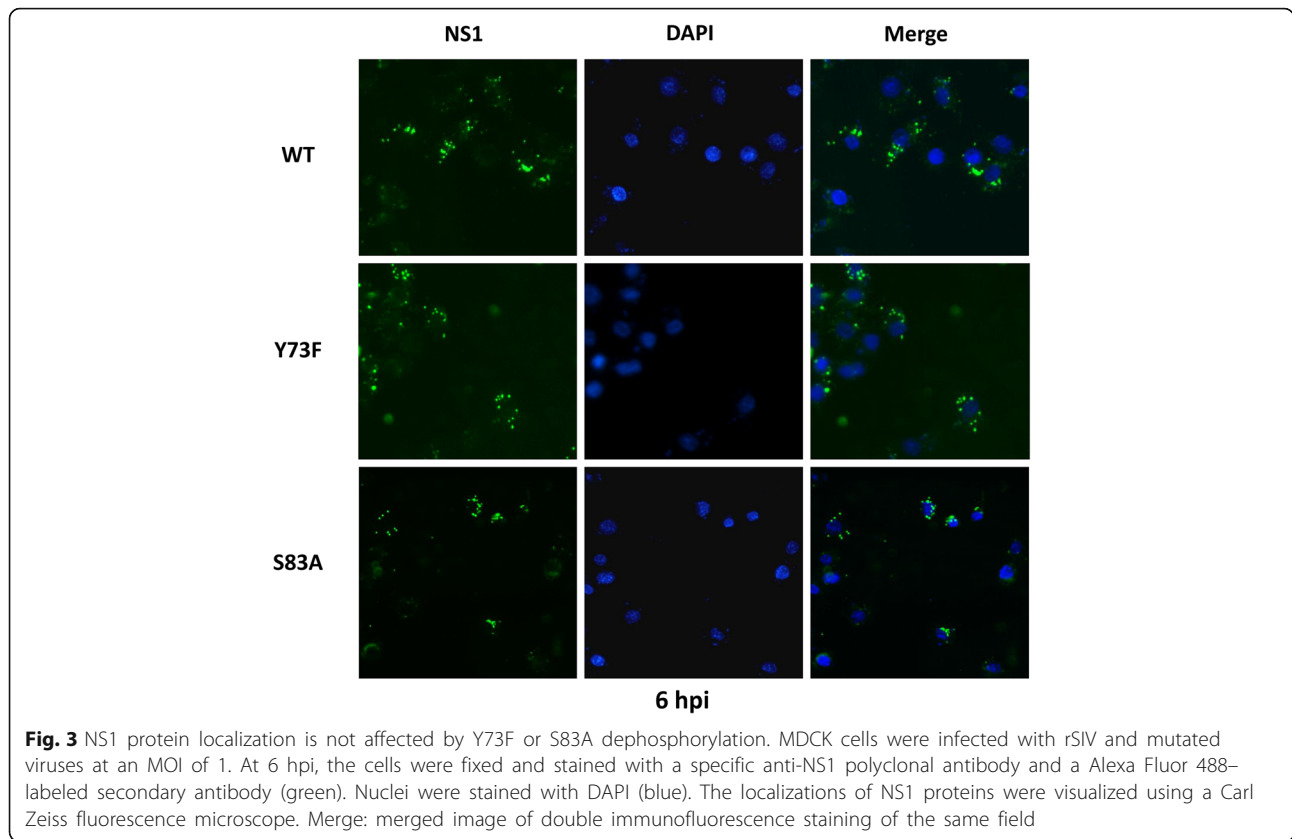 NS1 DAPI Merge
WT
Y73F
S83A
6 hpi
Fig. 3 NS1 protein localization is not affected by Y73F or S83A dephosphorylation. MDCK cells were infected with rSIV and mutated
viruses at an MOI of 1. At 6 hpi, the cells were fixed and stained with a specific anti-NS1 polyclonal antibody and a Alexa Fluor 488–
labeled secondary antibody (green). Nuclei were stained with DAPI (blue). The localizations of NS1 proteins were visualized using a Carl
Zeiss fluorescence microscope. Merge: merged image of double immunofluorescence staining of the same field